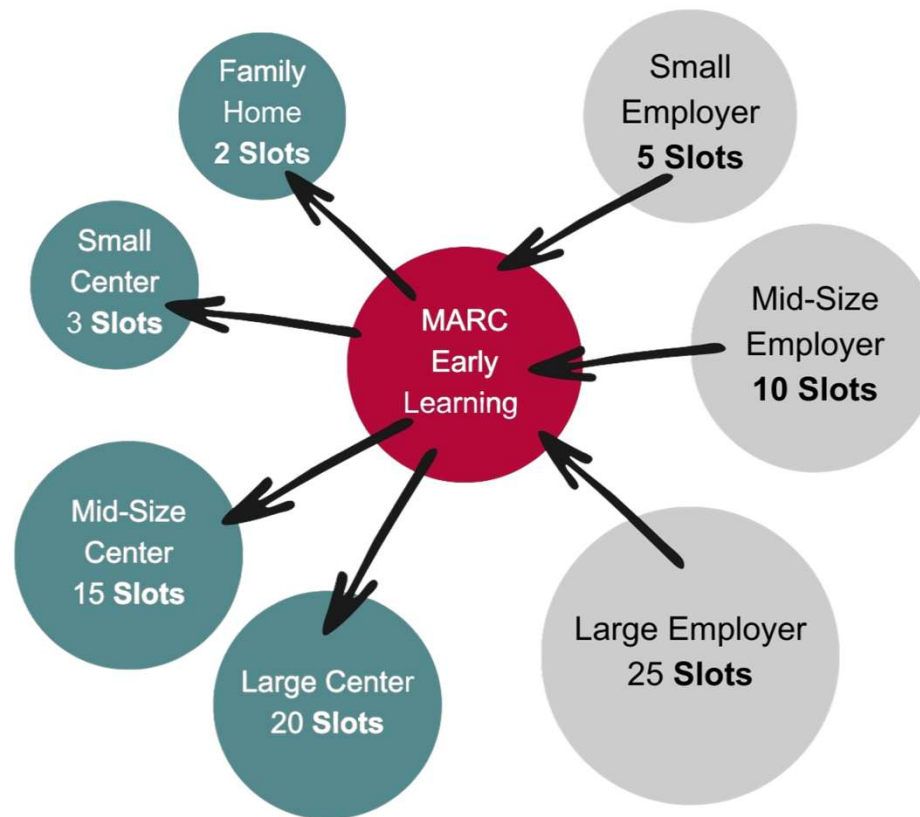 Family
Home
2 Slots
Small
Employer
5 Slots
Small
Center
3 Slots
MARC
Early
Learning
Mid-Size
Employer
10 Slots
Mid-Size
Center
15 Slots
Large Center
20 Slots
Large Employer
25 Slots